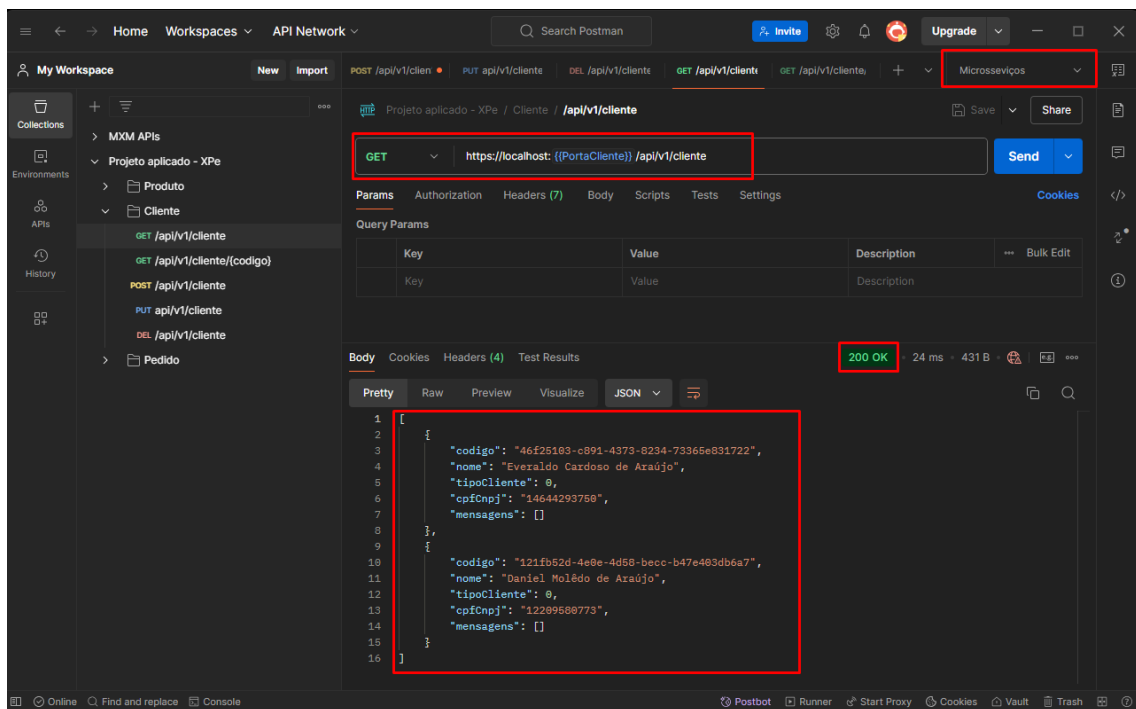 Home Workspaces API Network Search Postman Invite Upgrade
My Workspace New Import POST /api/v1/clien PUT api/v1/cliente DEL /api/v1/cliente GET /api/v1/cliente GET /api/v1/cliente/ Microsseviços
Collections
Environments
APIs
History
MXM APIs
Projeto aplicado - XPe
Produto
Cliente
GET /api/v1/cliente
GET /api/v1/cliente/{codigo}
POST /api/v1/cliente
PUT api/v1/cliente
DEL /api/v1/cliente
Pedido
HTTP Projeto aplicado - XPe / Cliente / /api/v1/cliente Save Share
GET https://localhost: {{PortaCliente}} /api/v1/cliente Send
Params Authorization Headers (7) Body Scripts Tests Settings Cookies
Query Params
Key Value Description Bulk Edit
Key Value Description
Body Cookies Headers (4) Test Results 200 OK 24 ms 431 B e.g.
Pretty Raw Preview Visualize JSON
1 [
2 {
3 "codigo": "46f25103-c891-4373-8234-73365e831722",
4 "nome": "Everaldo Cardoso de Araújo",
5 "tipoCliente": 0,
6 "cpfCnpj": "14644293750",
7 "mensagens": []
8 },
9 {
10 "codigo": "121fb52d-4e0e-4d58-becc-b47e403db6a7",
11 "nome": "Daniel Molêdo de Araújo",
12 "tipoCliente": 0,
13 "cpfCnpj": "12209580773",
14 "mensagens": []
15 }
16 ]
Online Find and replace Console Postbot Runner Start Proxy Cookies Vault Trash